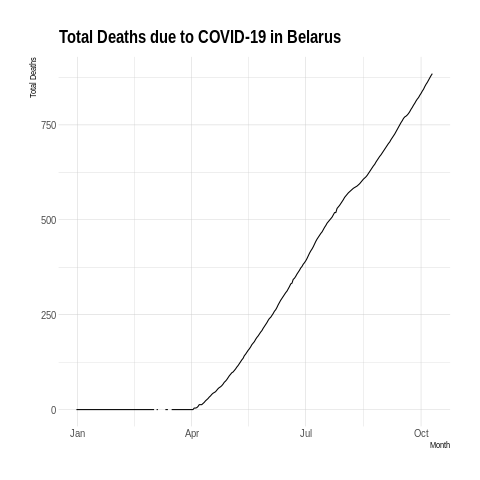 Total Deaths due to COVID-19 in Belarus
Total Deaths
750
500
250
0
Jan Apr Jul Oct
Month